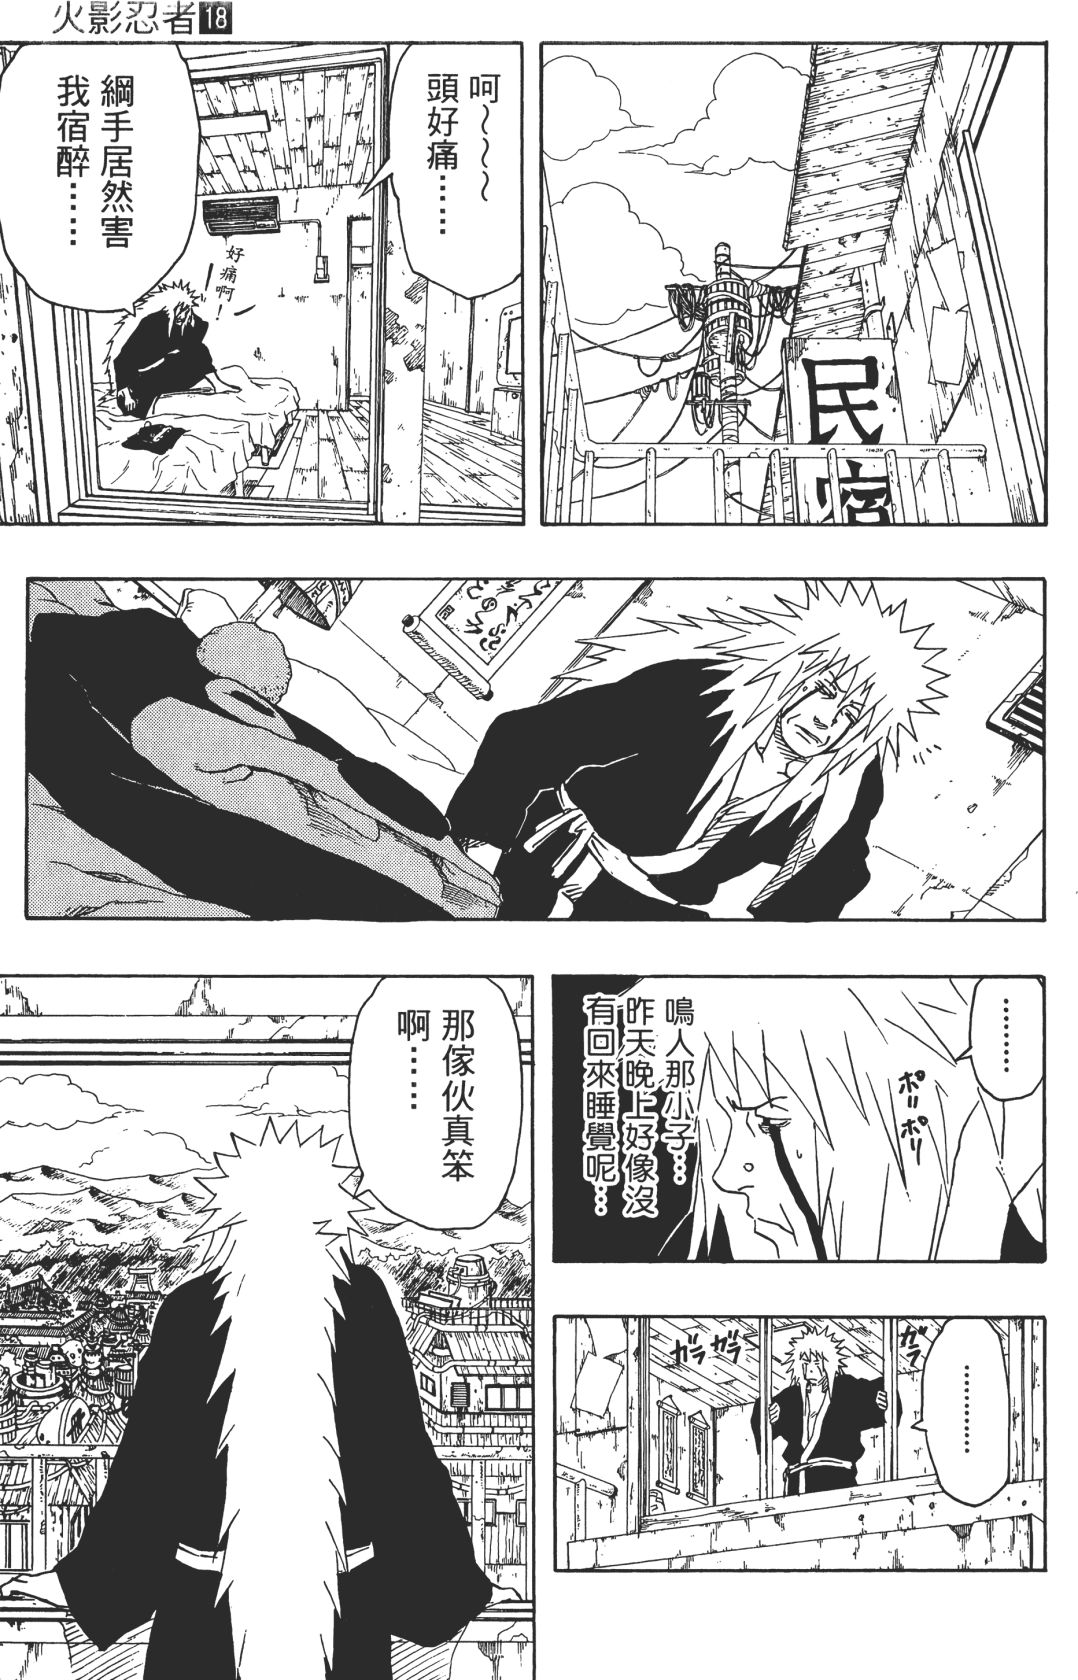 火影忍者18
民宿
呵~~~~
頭好痛……
好痛啊——!
綱手居然害
我宿醉……
………
ポリ
ポリ
鳴人那小子…
昨天晚上好像沒
有回來睡覺呢…
………
ガラ
ガラ
ガラ
那傢伙真笨
啊……